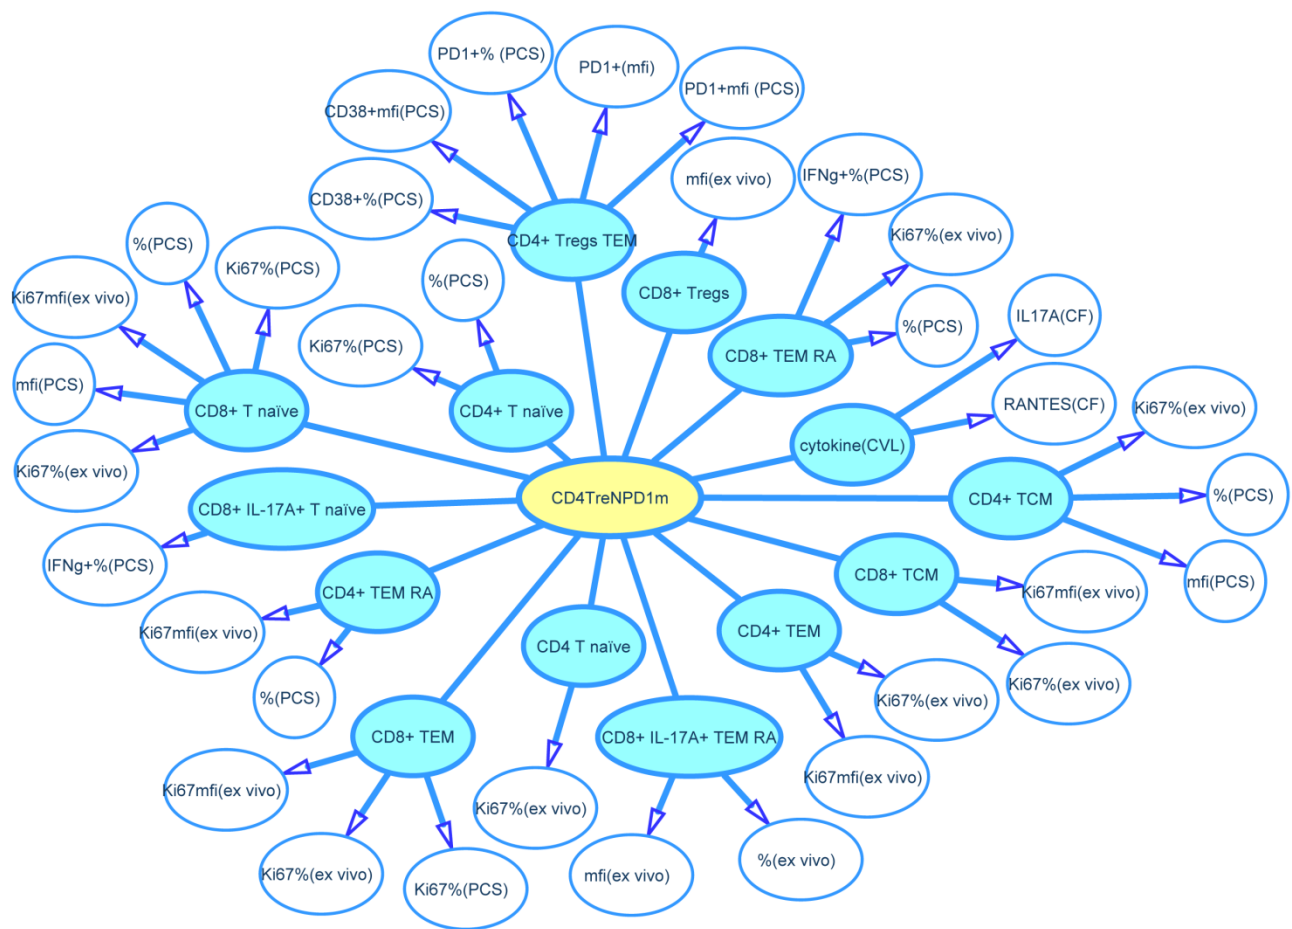 PD1+% (PCS)
PD1+(mfi)
PD1+mfi (PCS)
CD38+mfi(PCS)
mfi(ex vivo)
IFNg+%(PCS)
CD38+%(PCS)
Ki67%(ex vivo)
CD4+ Tregs TEM
%(PCS)
Ki67%(PCS)
%(PCS)
CD8+ Tregs
Ki67mfi(ex vivo)
IL17A(CF)
%(PCS)
Ki67%(PCS)
CD8+ TEM RA
mfi(PCS)
RANTES(CF)
Ki67%(ex vivo)
CD8+ T naïve
CD4+ T naïve
cytokine(CVL)
Ki67%(ex vivo)
%(PCS)
CD4TreNPD1m
CD4+ TCM
CD8+ IL-17A+ T naïve
IFNg+%(PCS)
CD8+ TCM
mfi(PCS)
CD4+ TEM RA
Ki67mfi(ex vivo)
Ki67mfi(ex vivo)
CD4+ TEM
CD4 T naïve
%(PCS)
Ki67%(ex vivo)
Ki67%(ex vivo)
CD8+ TEM
CD8+ IL-17A+ TEM RA
Ki67mfi(ex vivo)
Ki67mfi(ex vivo)
Ki67%(ex vivo)
%(ex vivo)
Ki67%(ex vivo)
mfi(ex vivo)
Ki67%(PCS)